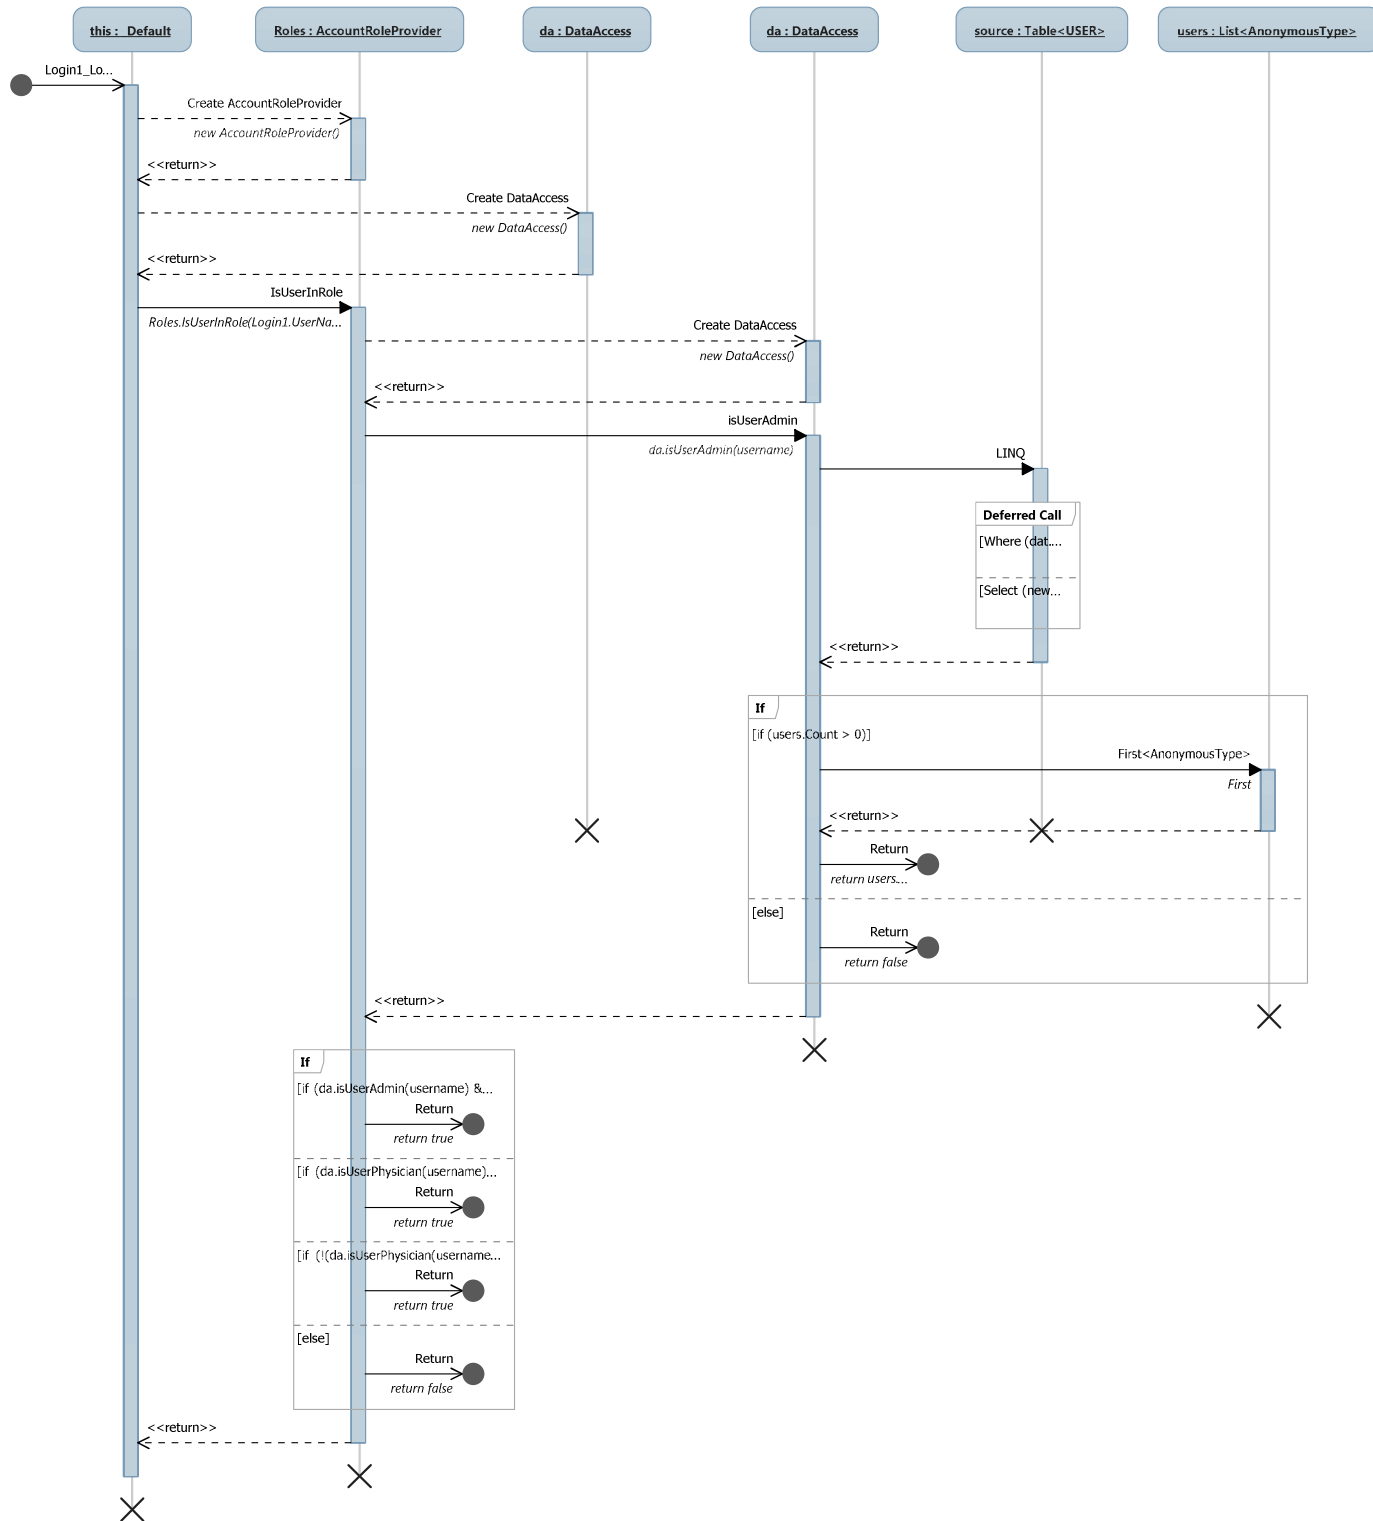 this : _Default
Roles : AccountRoleProvider
da : DataAccess
da : DataAccess
source : Table<USER>
users : List<AnonymousType>
Login1_Lo...
Create AccountRoleProvider
new AccountRoleProvider()
<<return>>
Create DataAccess
new DataAccess()
<<return>>
IsUserInRole
Roles.IsUserInRole(Login1.UserNa...
Create DataAccess
new DataAccess()
<<return>>
isUserAdmin
da.isUserAdmin(username)
LINQ
Deferred Call
[Where (dat....
[Select (new...
<<return>>
If
[if (users.Count > 0)]
First<AnonymousType>
First
<<return>>
Return
return users....
[else]
Return
return false
<<return>>
If
[if (da.isUserAdmin(username) &...
Return
return true
[if (da.isUserPhysician(username)...
Return
return true
[if (!(da.isUserPhysician(username...
Return
return true
[else]
Return
return false
<<return>>